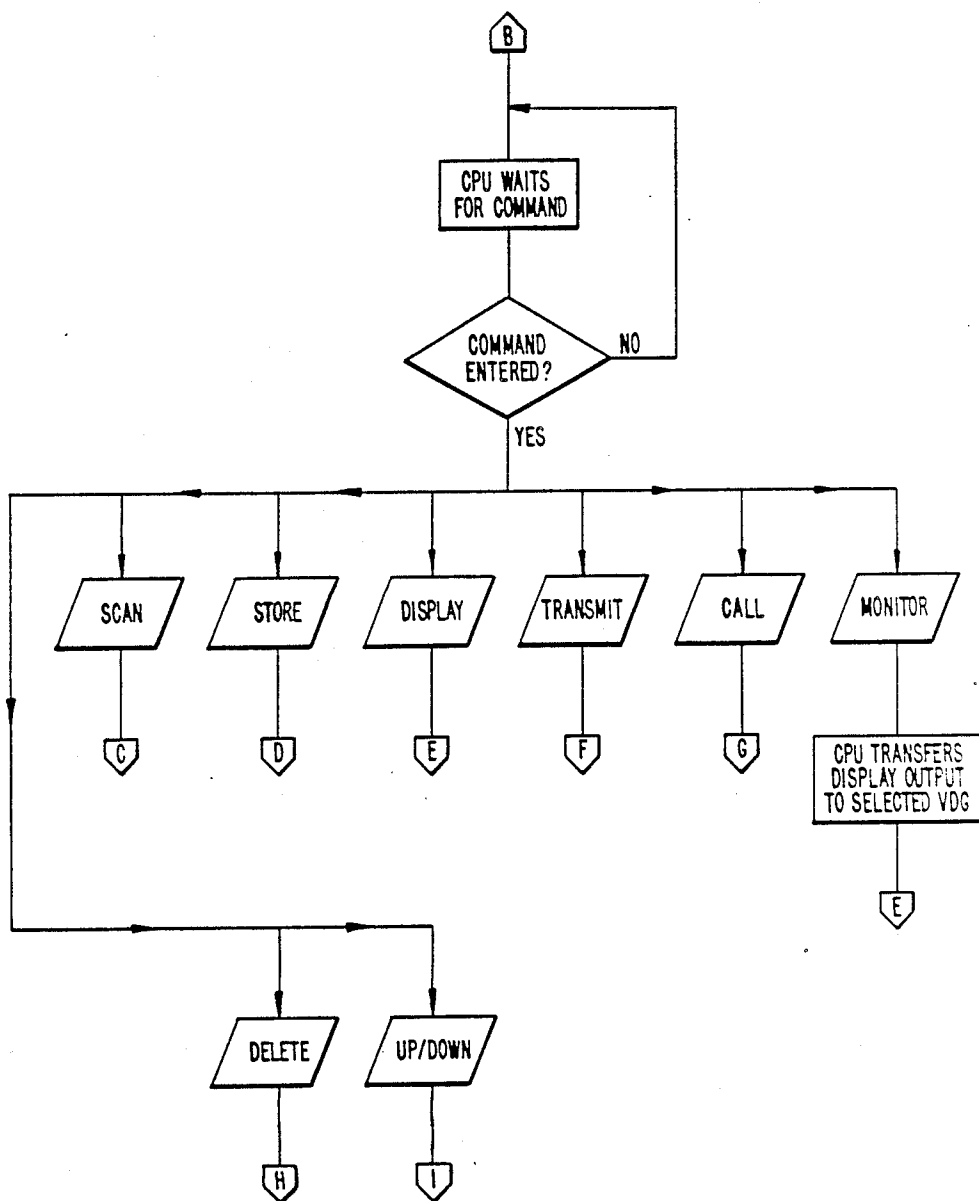 B
CPU WAITS
FOR COMMAND
COMMAND
ENTERED?
NO
YES
SCAN
STORE
DISPLAY
TRANSMIT
CALL
MONITOR
C
D
E
F
G
CPU TRANSFERS
DISPLAY OUTPUT
TO SELECTED VDG
E
DELETE
UP/DOWN
H
I